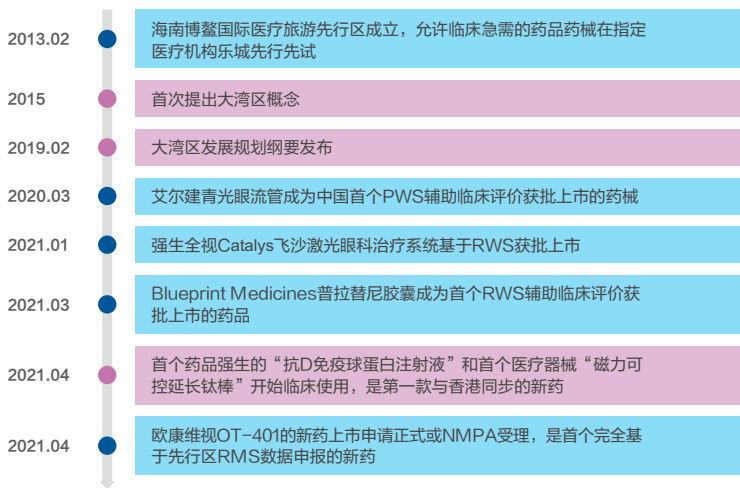 2013.02
海南博鳌国际医疗旅游先行区成立，允许临床急需的药品药械在指定
医疗机构乐城先行先试
2015
首次提出大湾区概念
2019.02
大湾区发展规划纲要发布
2020.03
艾尔建青光眼流管成为中国首个PWS辅助临床评价获批上市的药械
2021.01
强生全视Catalys飞沙激光眼科治疗系统基于RWS获批上市
2021.03
Blueprint Medicines普拉替尼胶囊成为首个RWS辅助临床评价获
批上市的药品
2021.04
首个药品强生的“抗D免疫球蛋白注射液”和首个医疗器械“磁力可
控延长钛棒”开始临床使用，是第一款与香港同步的新药
2021.04
欧康维视OT-401的新药上市申请正式或NMPA受理，是首个完全基
于先行区RMS数据申报的新药